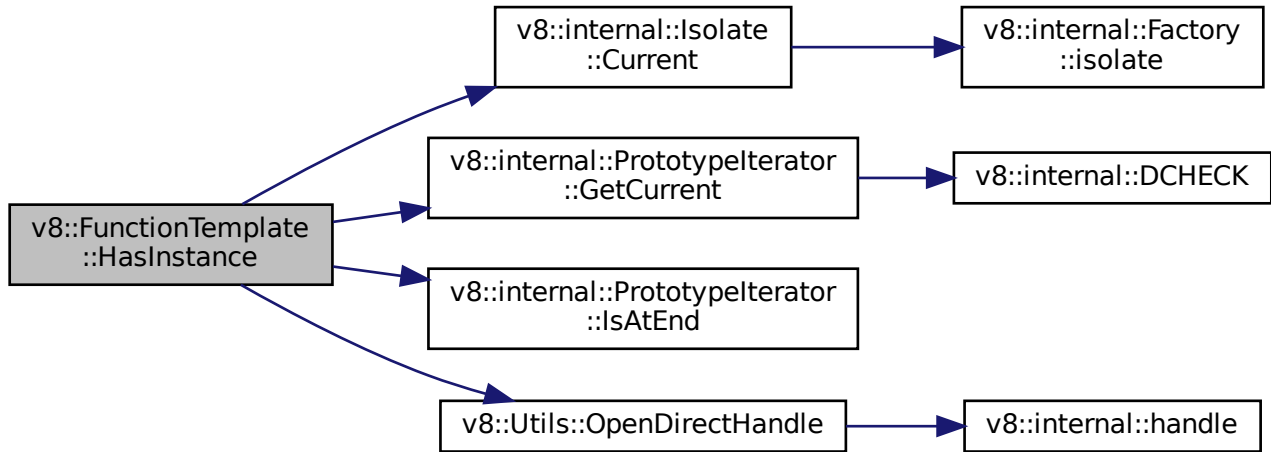 v8::FunctionTemplate
::HasInstance
v8::internal::Isolate
::Current
v8::internal::Factory
::isolate
v8::internal::PrototypeIterator
::GetCurrent
v8::internal::DCHECK
v8::internal::PrototypeIterator
::IsAtEnd
v8::Utils::OpenDirectHandle
v8::internal::handle